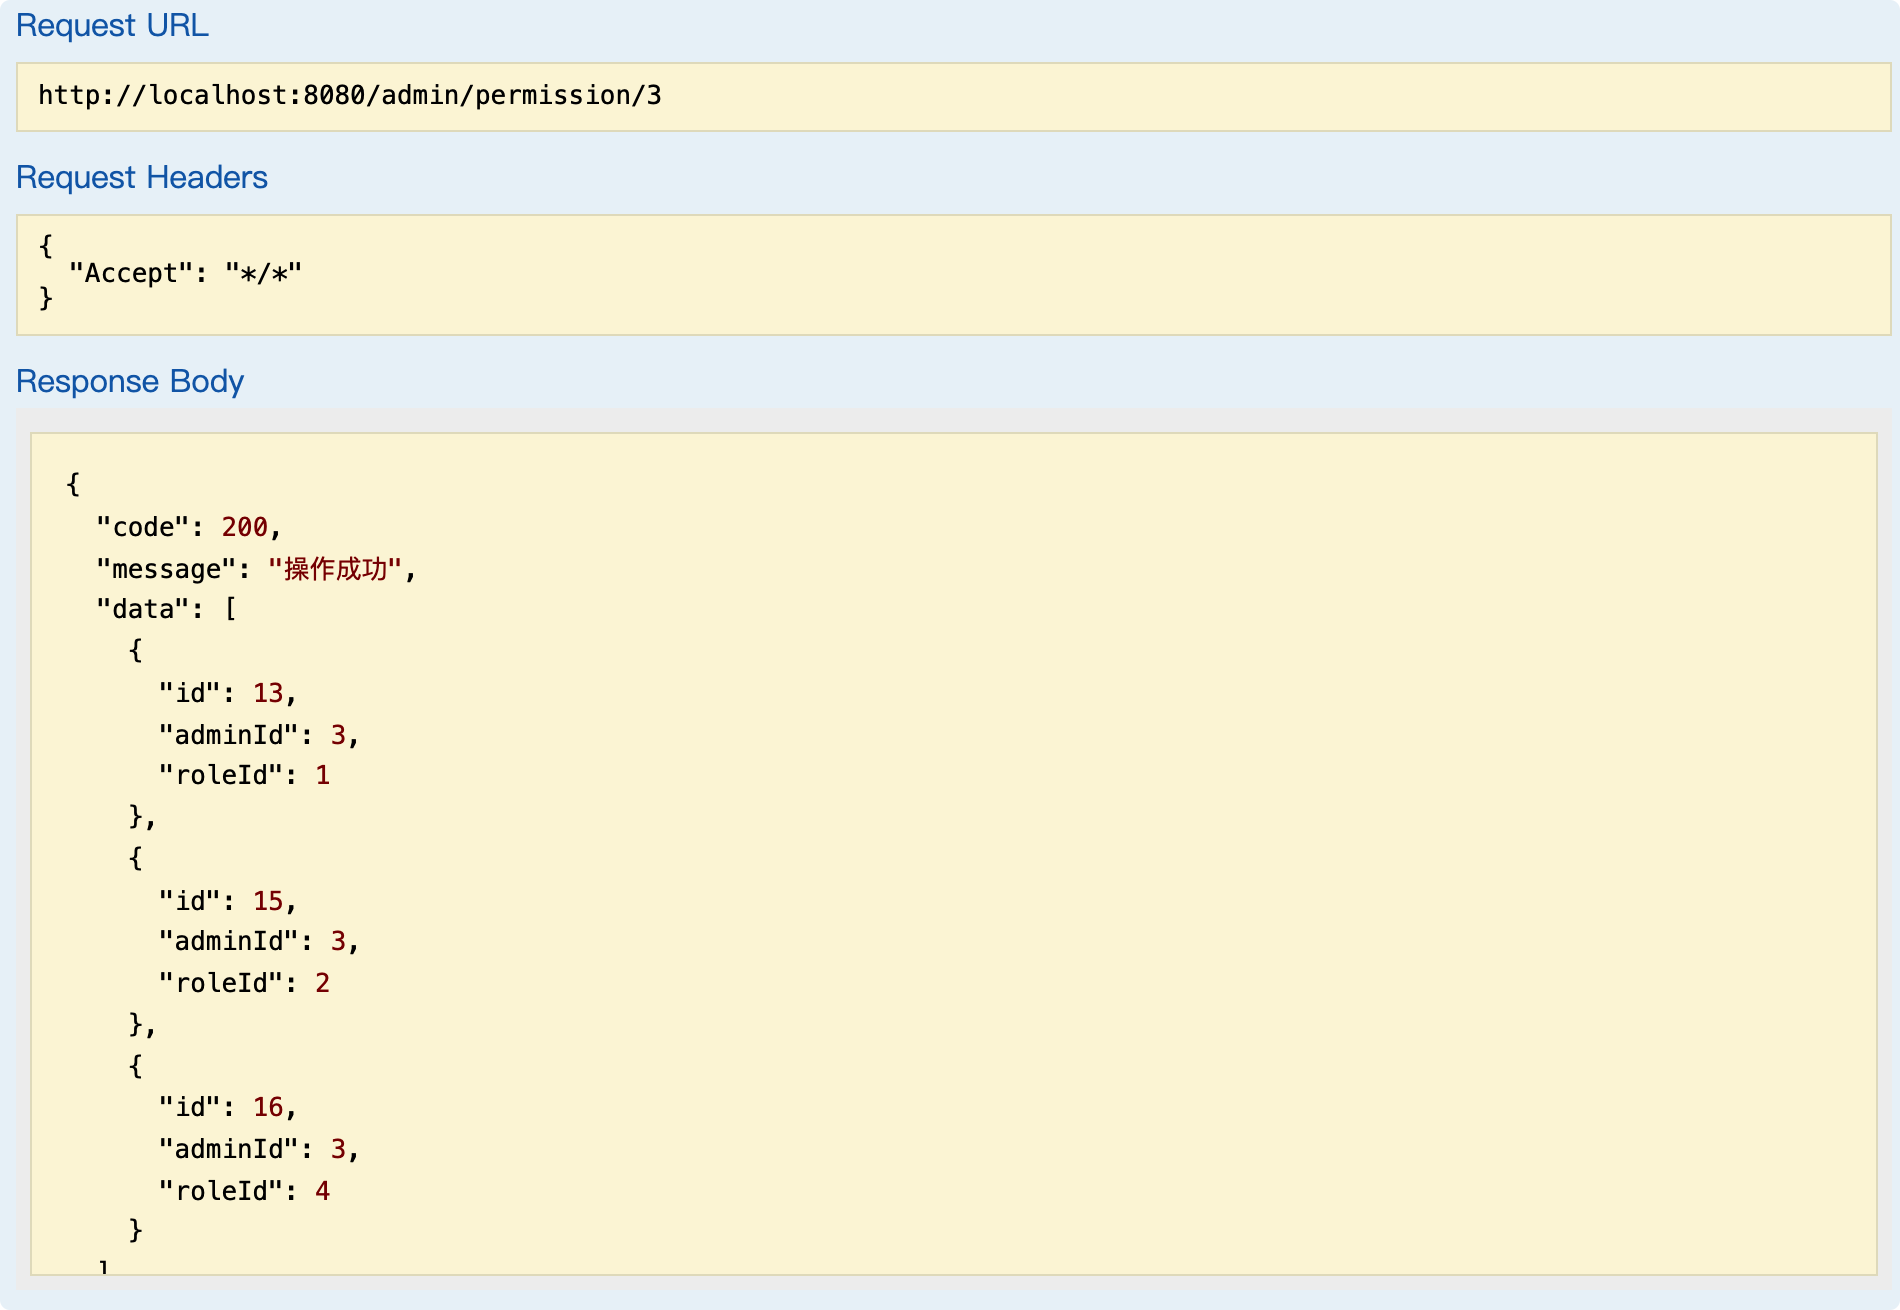 Request URL
http://localhost:8080/admin/permission/3
Request Headers
{
  "Accept": "*/*"
}
Response Body
{
  "code": 200,
  "message": "操作成功",
  "data": [
    {
      "id": 13,
      "adminId": 3,
      "roleId": 1
    },
    {
      "id": 15,
      "adminId": 3,
      "roleId": 2
    },
    {
      "id": 16,
      "adminId": 3,
      "roleId": 4
    }
  ]